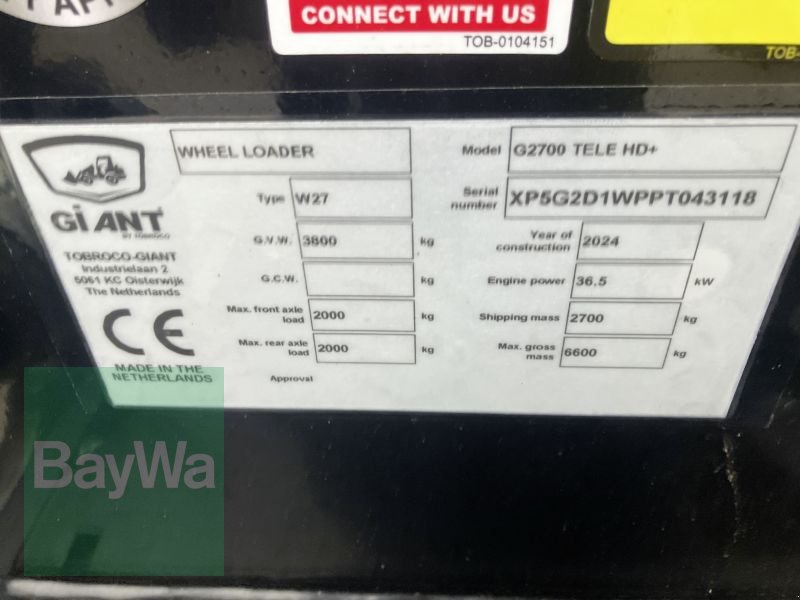 CONNECT WITH US
TOB-0104151
TOB-
GiANT
BY TOBROCO
TOBROCO-GIANT
Industrielaan 2
5061 KC Oisterwijk
The Netherlands
CE
MADE IN THE
NETHERLANDS
WHEEL LOADER
Type W27
G.V.W. 3800 kg
G.C.W. kg
Max. front axle load 2000 kg
Max. rear axle load 2000 kg
Approval
Model G2700 TELE HD+
Serial number XP5G2D1WPPT043118
Year of construction 2024
Engine power 36,5 kW
Shipping mass 2700 kg
Max. gross mass 6600 kg
BayWa